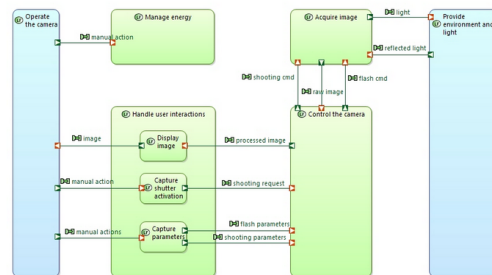 Operate
the camera
Manage energy
Acquire image
Provide
environment and
light
manual action
light
reflected light
shooting cmd
flash cmd
raw image
Handle user interactions
Control the camera
image
Display
image
processed image
manual action
Capture
shutter
activation
shooting request
manual actions
Capture
parameters
flash parameters
shooting parameters